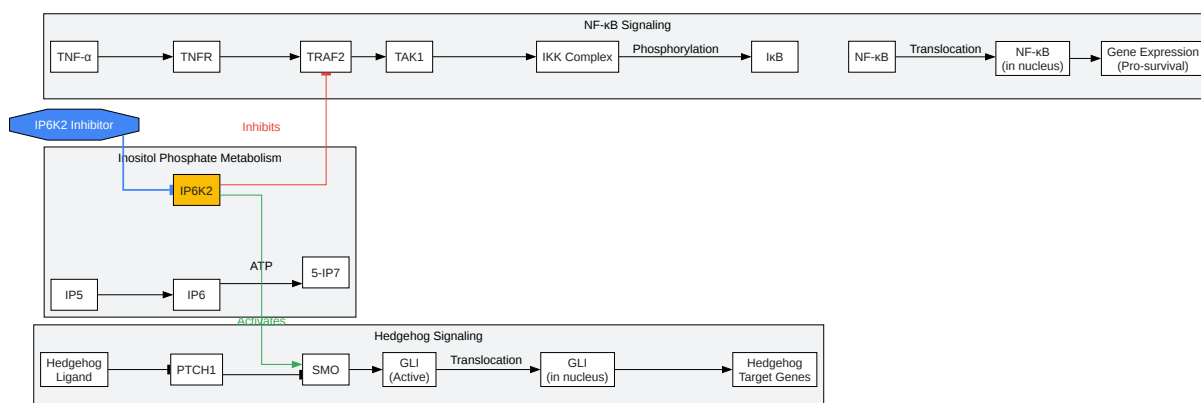 NF-κB Signaling
TNF-α
TNFR
TRAF2
TAK1
IKK Complex
Phosphorylation
IκB
NF-κB
Translocation
NF-κB
(in nucleus)
Gene Expression
(Pro-survival)
IP6K2 Inhibitor
Inhibits
Inositol Phosphate Metabolism
IP6K2
IP5
IP6
ATP
5-IP7
Activates
Hedgehog Signaling
Hedgehog
Ligand
PTCH1
SMO
GLI
(Active)
Translocation
GLI
(in nucleus)
Hedgehog
Target Genes